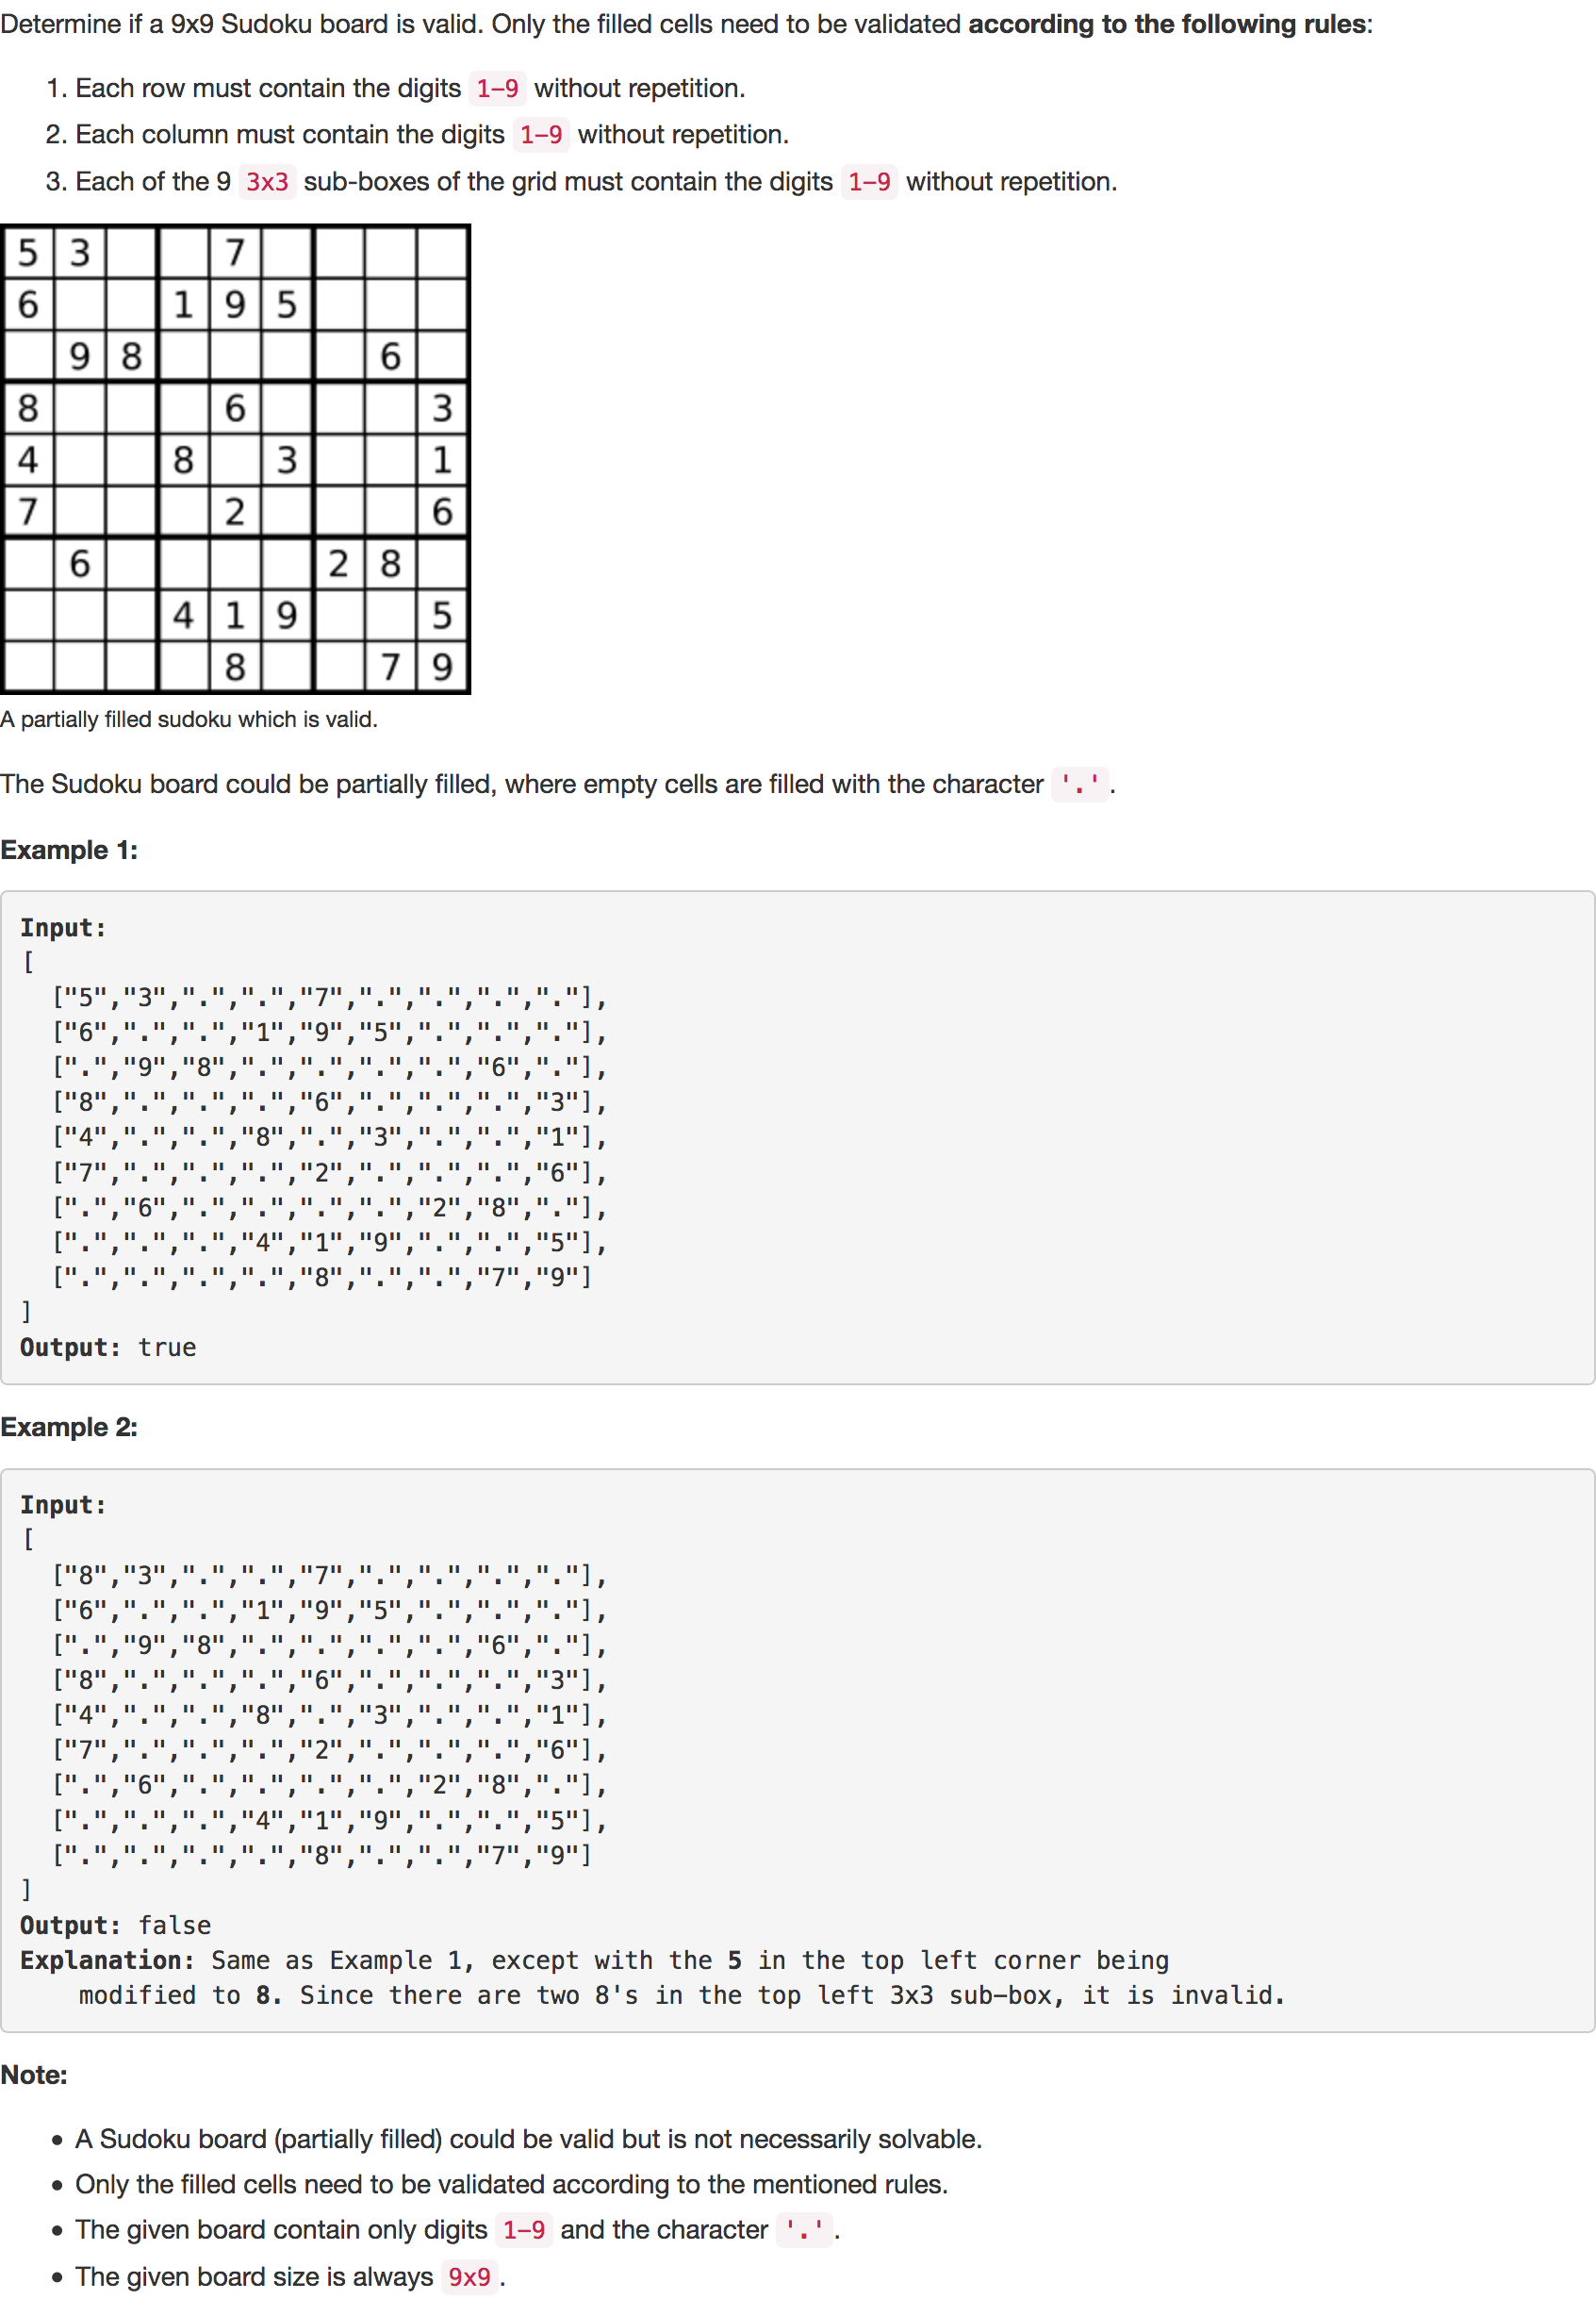 Determine if a 9x9 Sudoku board is valid. Only the filled cells need to be validated according to the following rules:
1. Each row must contain the digits 1-9 without repetition.
2. Each column must contain the digits 1-9 without repetition.
3. Each of the 9 3x3 sub-boxes of the grid must contain the digits 1-9 without repetition.
5 3 7
6 1 9 5
9 8 6
8 6 3
4 8 3 1
7 2 6
6 2 8
4 1 9 5
8 7 9
A partially filled sudoku which is valid.
The Sudoku board could be partially filled, where empty cells are filled with the character '.'.
Example 1:
Input:
[
["5","3",".",".","7",".",".",".","."],
["6",".",".","1","9","5",".",".","."],
[".","9","8",".",".",".",".","6","."],
["8",".",".",".","6",".",".",".","3"],
["4",".",".","8",".","3",".",".","1"],
["7",".",".",".","2",".",".",".","6"],
[".","6",".",".",".",".","2","8","."],
[".",".",".","4","1","9",".",".","5"],
[".",".",".",".","8",".",".","7","9"]
]
Output: true
Example 2:
Input:
[
["8","3",".",".","7",".",".",".","."],
["6",".",".","1","9","5",".",".","."],
[".","9","8",".",".",".",".","6","."],
["8",".",".",".","6",".",".",".","3"],
["4",".",".","8",".","3",".",".","1"],
["7",".",".",".","2",".",".",".","6"],
[".","6",".",".",".",".","2","8","."],
[".",".",".","4","1","9",".",".","5"],
[".",".",".",".","8",".",".","7","9"]
]
Output: false
Explanation: Same as Example 1, except with the 5 in the top left corner being
modified to 8. Since there are two 8's in the top left 3x3 sub-box, it is invalid.
Note:
• A Sudoku board (partially filled) could be valid but is not necessarily solvable.
• Only the filled cells need to be validated according to the mentioned rules.
• The given board contain only digits 1-9 and the character '.'.
• The given board size is always 9x9.